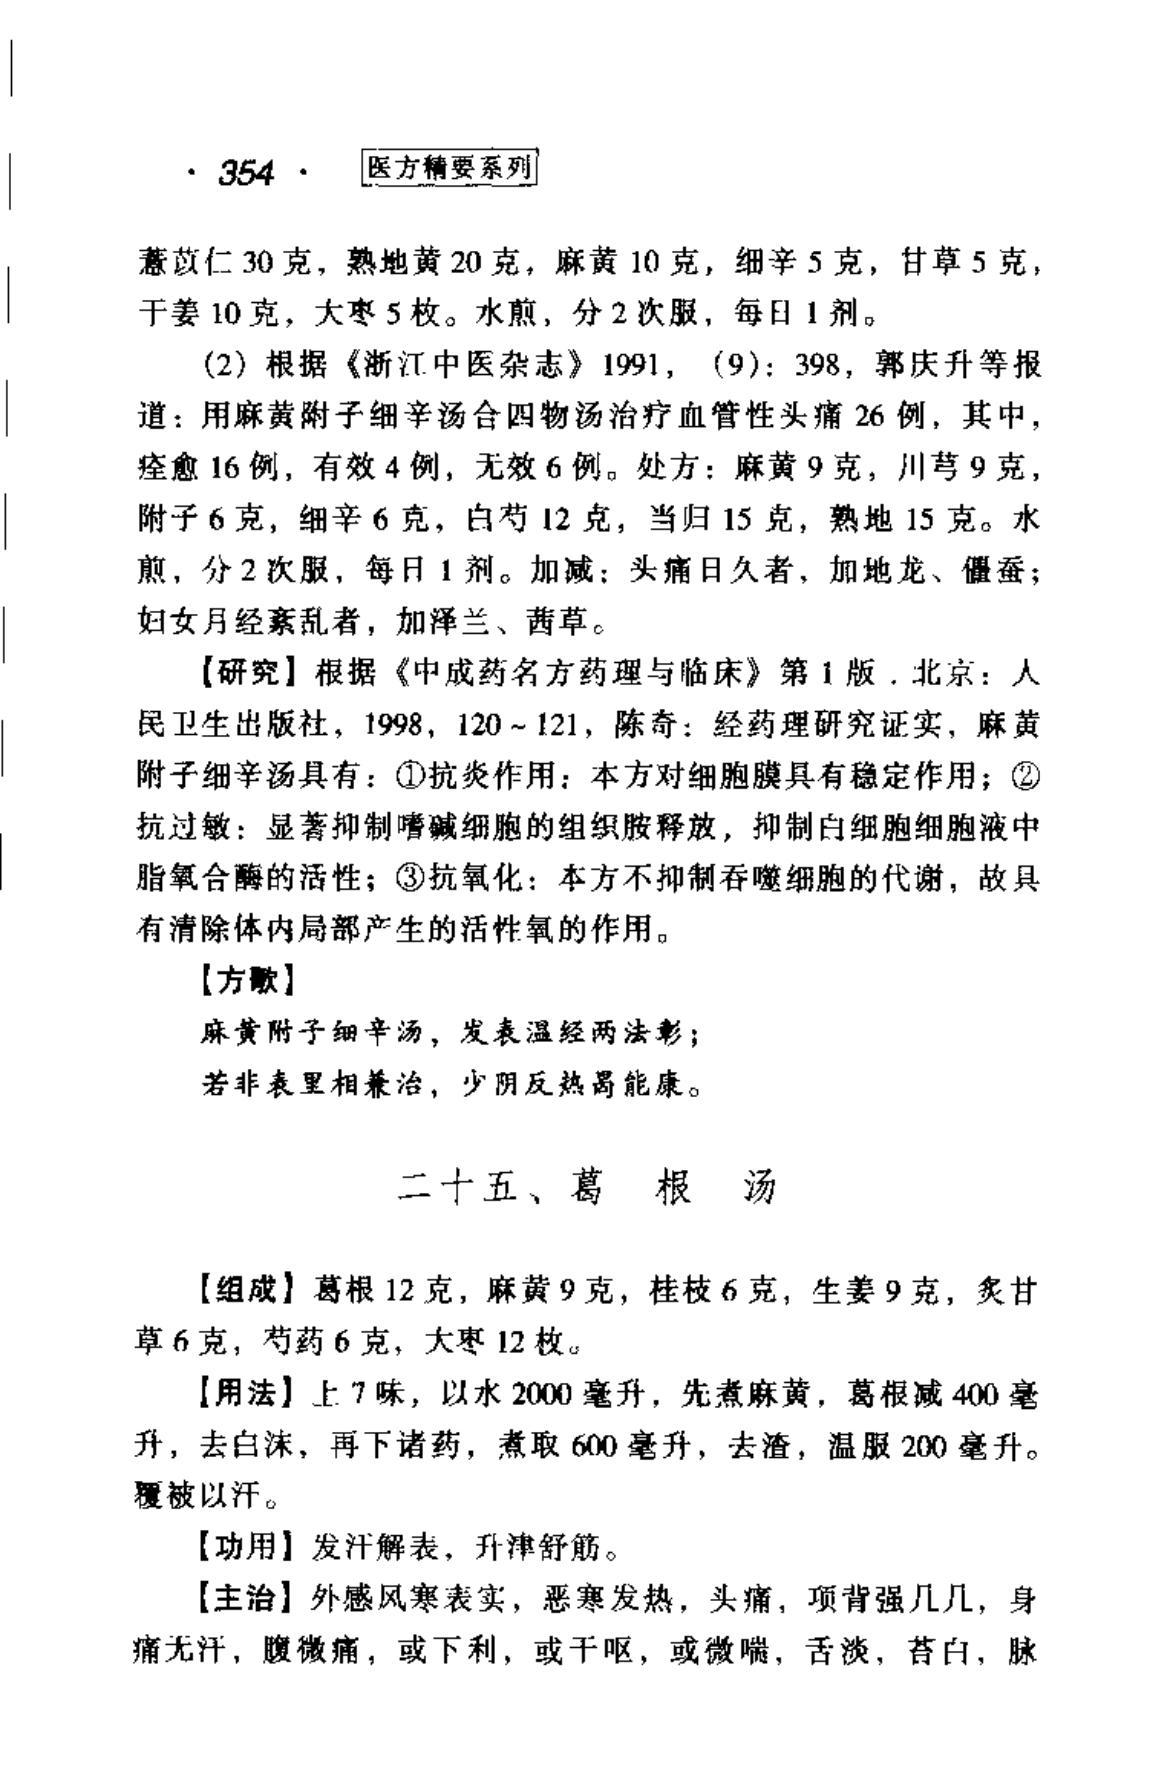 · 354 · 医方精要系列
薏苡仁 30 克，熟地黄 20 克，麻黄 10 克，细辛 5 克，甘草 5 克，
干姜 10 克，大枣 5 枚。水煎，分 2 次服，每日 1 剂。
（2）根据《浙江中医杂志》1991，（9）：398，郭庆升等报
道：用麻黄附子细辛汤合四物汤治疗血管性头痛 26 例，其中，
痊愈 16 例，有效 4 例，无效 6 例。处方：麻黄 9 克，川芎 9 克，
附子 6 克，细辛 6 克，白芍 12 克，当归 15 克，熟地 15 克。水
煎，分 2 次服，每日 1 剂。加减：头痛日久者，加地龙、僵蚕；
妇女月经紊乱者，加泽兰、茜草。
【研究】根据《中成药名方药理与临床》第 1 版．北京：人
民卫生出版社，1998，120～121，陈奇：经药理研究证实，麻黄
附子细辛汤具有：①抗炎作用：本方对细胞膜具有稳定作用；②
抗过敏：显著抑制嗜碱细胞的组织胺释放，抑制白细胞细胞液中
脂氧合酶的活性；③抗氧化：本方不抑制吞噬细胞的代谢，故具
有清除体内局部产生的活性氧的作用。
【方歌】
麻黄附子细辛汤，发表温经两法彰；
若非表里相兼治，少阴反热曷能康。
二十五、葛 根 汤
【组成】葛根 12 克，麻黄 9 克，桂枝 6 克，生姜 9 克，炙甘
草 6 克，芍药 6 克，大枣 12 枚。
【用法】上 7 味，以水 2000 毫升，先煮麻黄，葛根减 400 毫
升，去白沫，再下诸药，煮取 600 毫升，去渣，温服 200 毫升。
覆被以汗。
【功用】发汗解表，升津舒筋。
【主治】外感风寒表实，恶寒发热，头痛，项背强几几，身
痛无汗，腹微痛，或下利，或干呕，或微喘，舌淡，苔白，脉